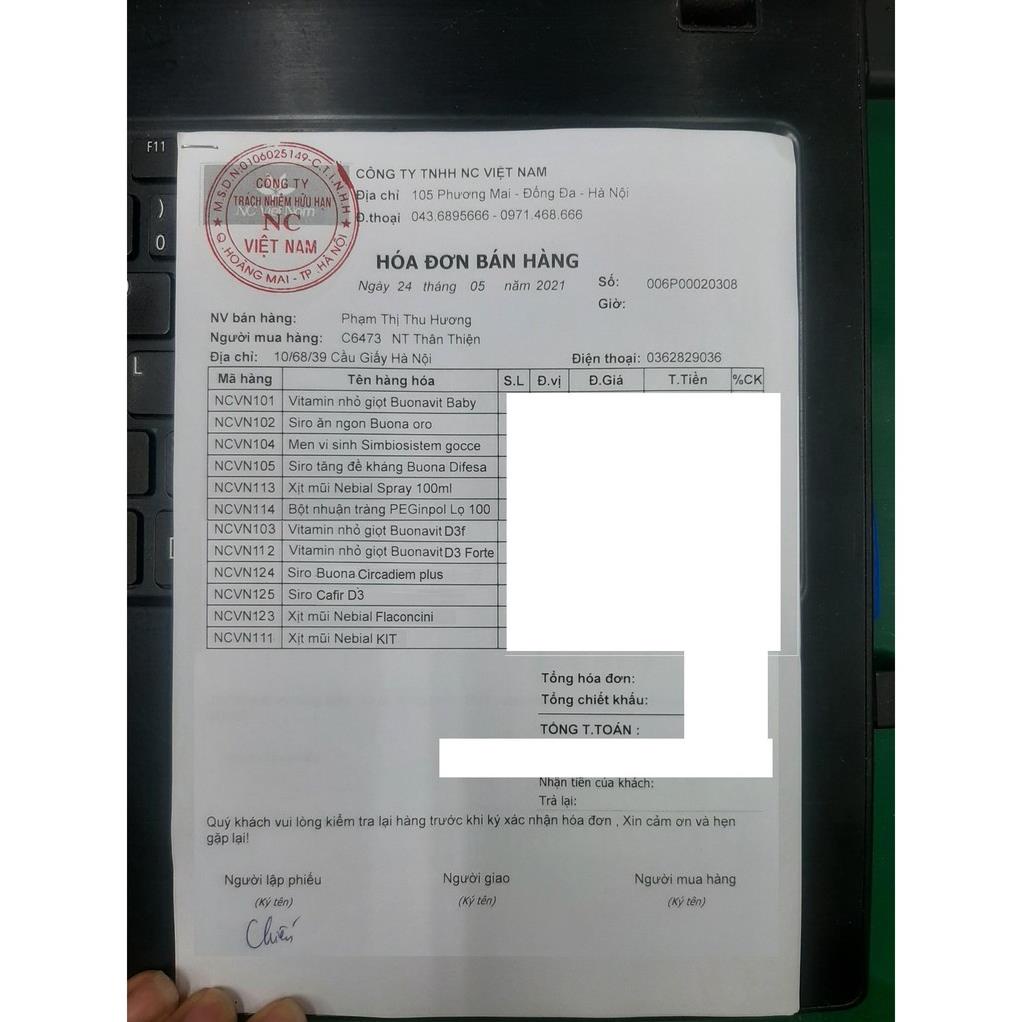 F11
)
0
L
M.S.D.N:0106025149-C.T.I.N.H.H
CÔNG TY
TRÁCH NHIỆM HỮU HẠN
NC Việt Nam
NC
VIỆT NAM
Q.HOÀNG MAI - TP.HÀ NỘI
CÔNG TY TNHH NC VIỆT NAM
Địa chỉ 105 Phương Mai - Đống Đa - Hà Nội
Đ.thoại 043.6895666 - 0971.468.666
HÓA ĐƠN BÁN HÀNG
Ngày 24 tháng 05 năm 2021
Số: 006P00020308
Giờ:
NV bán hàng: Phạm Thị Thu Hương
Người mua hàng: C6473 NT Thân Thiện
Địa chỉ: 10/68/39 Cầu Giấy Hà Nội Điện thoại: 0362829036
Mã hàng Tên hàng hóa S.L Đ.vị Đ.Giá T.Tiền %CK
NCVN101 Vitamin nhỏ giọt Buonavit Baby
NCVN102 Siro ăn ngon Buona oro
NCVN104 Men vi sinh Simbiosistem gocce
NCVN105 Siro tăng đề kháng Buona Difesa
NCVN113 Xịt mũi Nebial Spray 100ml
NCVN114 Bột nhuận tràng PEGinpol Lọ 100
NCVN103 Vitamin nhỏ giọt Buonavit D3f
NCVN112 Vitamin nhỏ giọt Buonavit D3 Forte
NCVN124 Siro Buona Circadiem plus
NCVN125 Siro Cafir D3
NCVN123 Xịt mũi Nebial Flaconcini
NCVN111 Xịt mũi Nebial KIT
Tổng hóa đơn:
Tổng chiết khấu:
TỔNG T.TOÁN :
Nhận tiền của khách:
Trả lại:
Quý khách vui lòng kiểm tra lại hàng trước khi ký xác nhận hóa đơn , Xin cảm ơn và hẹn
gặp lại!
Người lập phiếu Người giao Người mua hàng
(Ký tên) (Ký tên) (Ký tên)
Chiến